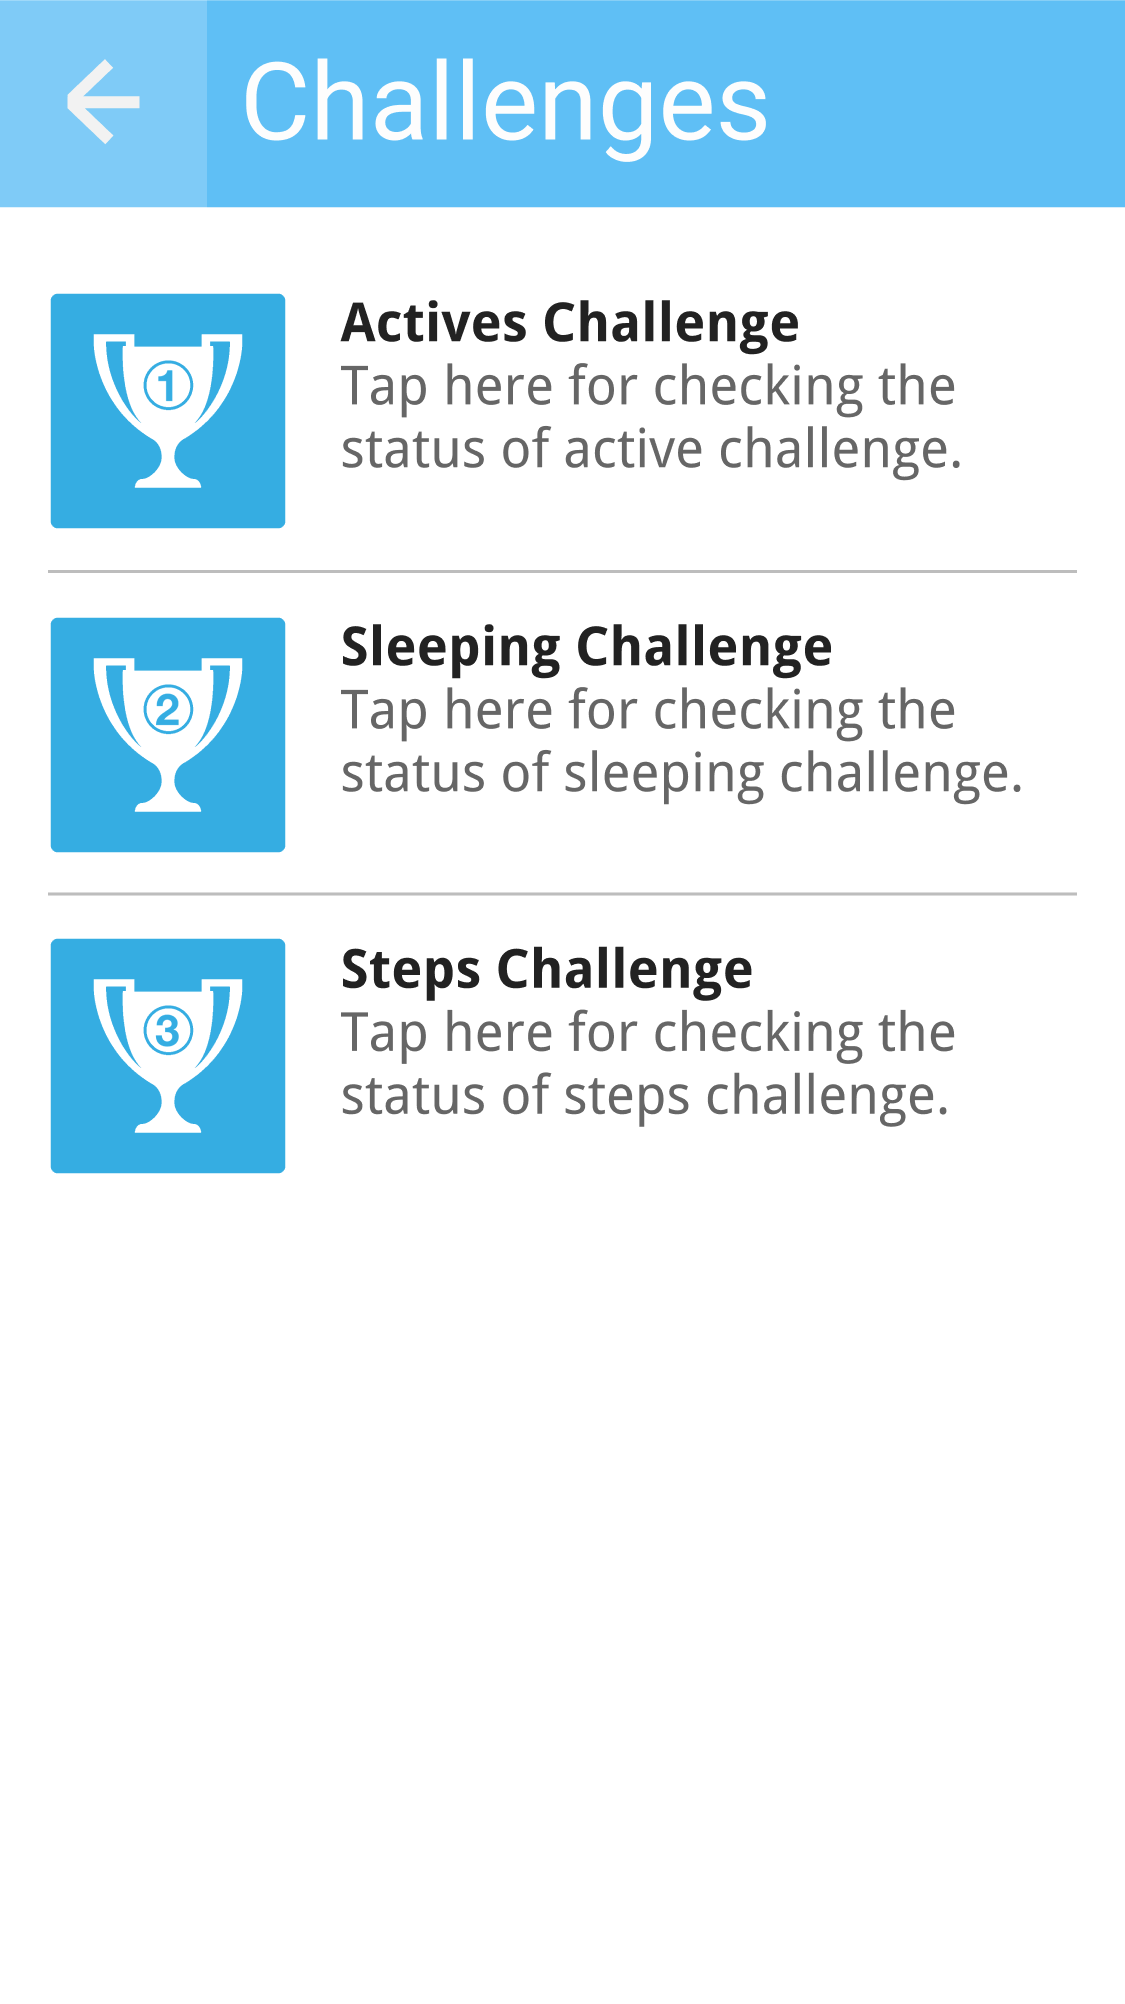 Challenges
1
Actives Challenge
Tap here for checking the
status of active challenge.
2
Sleeping Challenge
Tap here for checking the
status of sleeping challenge.
3
Steps Challenge
Tap here for checking the
status of steps challenge.